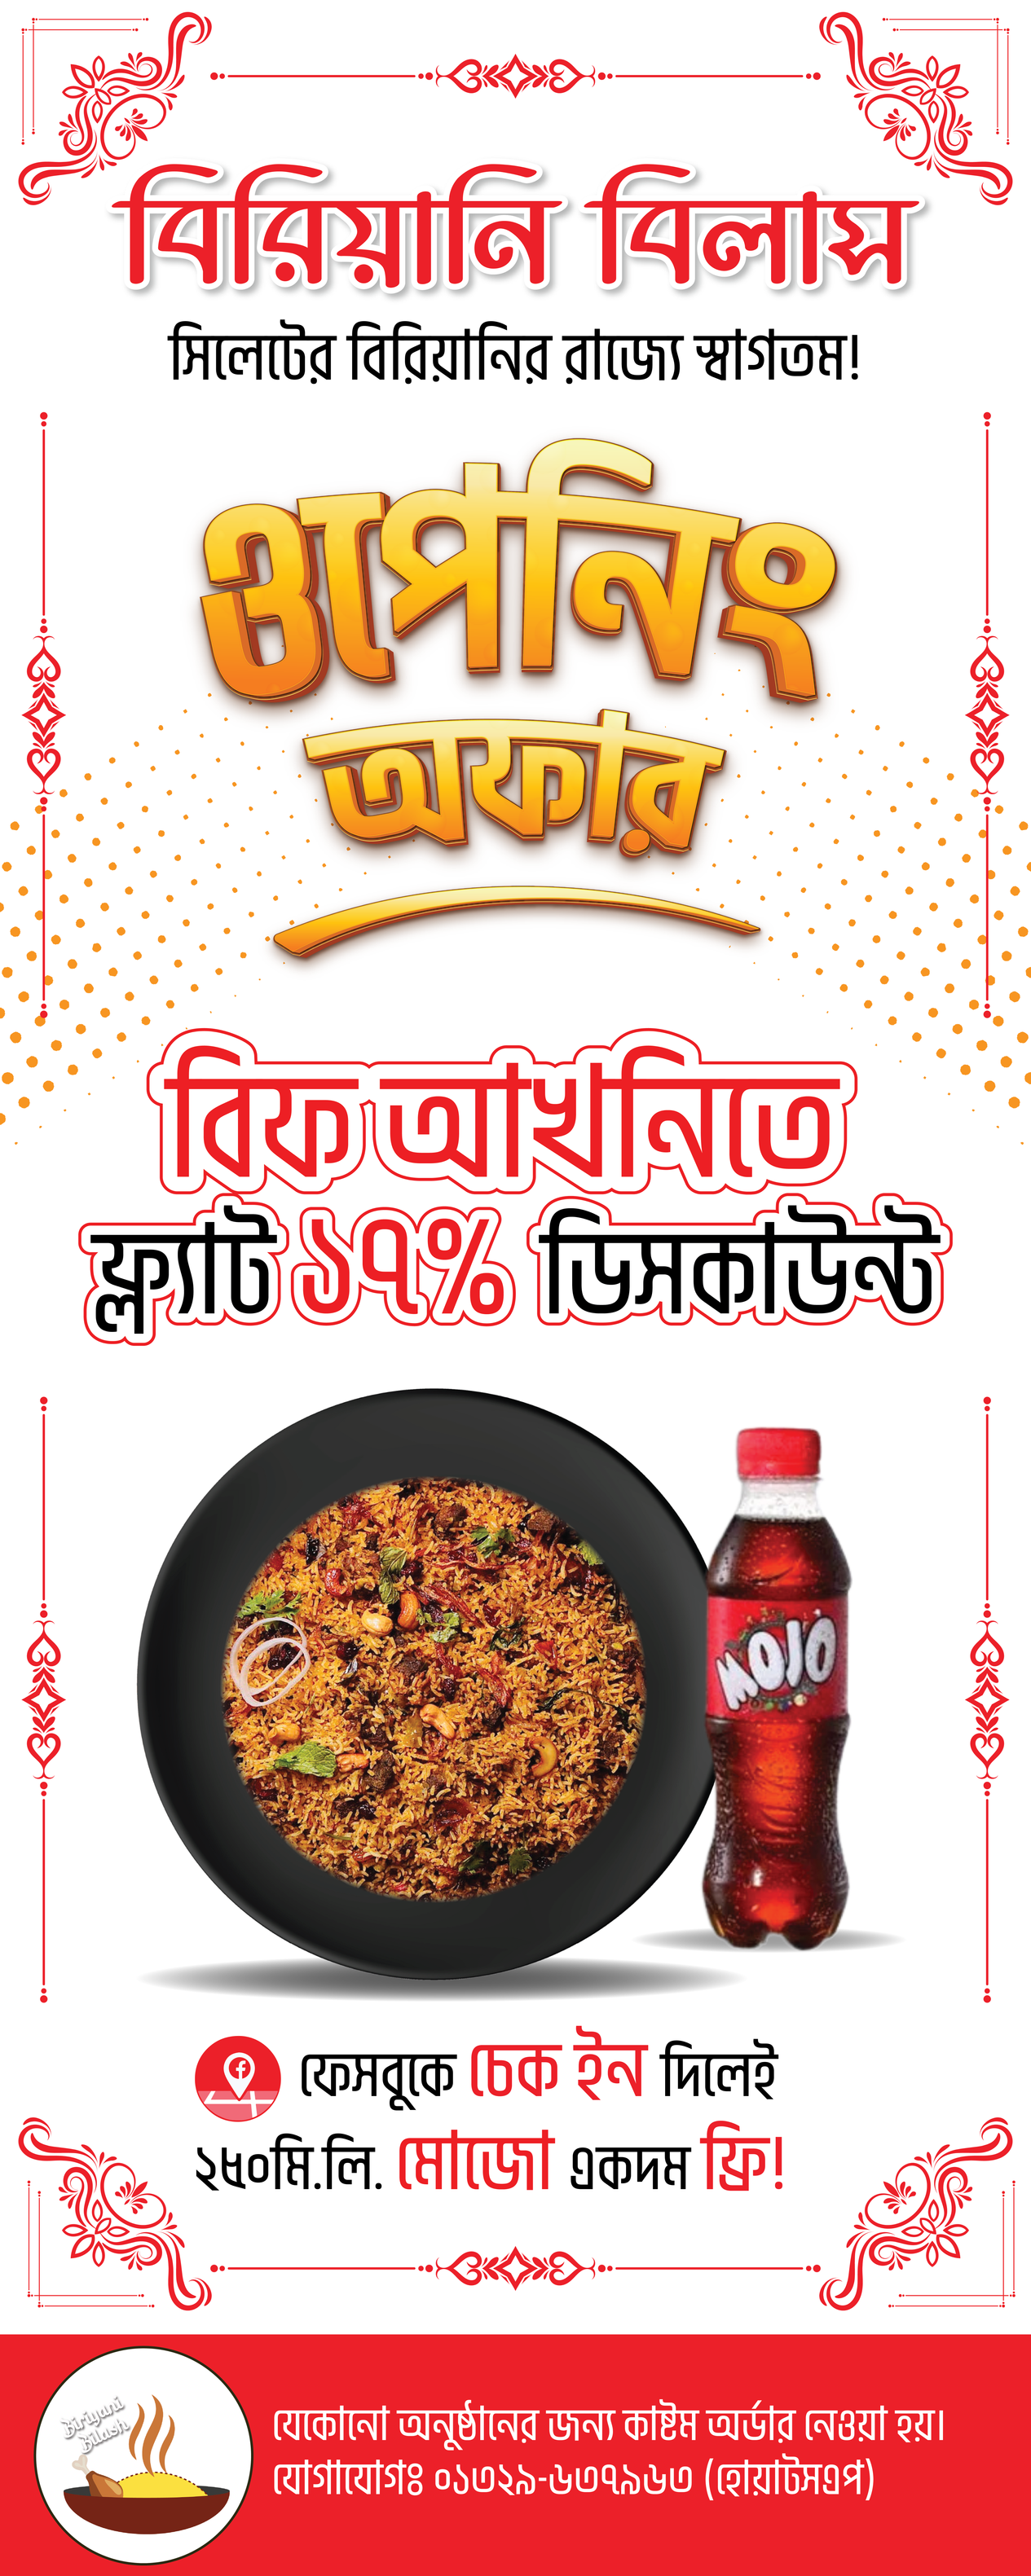 বিরিয়ানি বিলাস
সিলেটের বিরিয়ানির রাজ্যে স্বাগতম!
ওপেনিং
অফার
বিফ আখনিতে
ফ্ল্যাট ১৭% ডিসকাউন্ট
MOJO
ফেসবুকে চেক ইন দিলেই
২৫০মি.লি. মোজো একদম ফ্রি!
Biriyani
Bilash
যেকোনো অনুষ্ঠানের জন্য কাষ্টম অর্ডার নেওয়া হয়।
যোগাযোগঃ ০১৩২৯-৬৩৭৯৬৩ (হোয়াটসএপ)